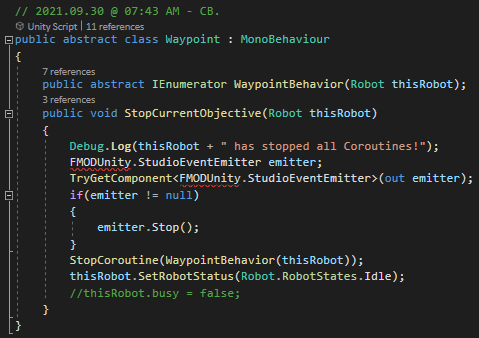 // 2021.09.30 @ 07:43 AM - CB.
Unity Script | 11 references
public abstract class Waypoint : MonoBehaviour
{
7 references
public abstract IEnumerator WaypointBehavior(Robot thisRobot);
3 references
public void StopCurrentObjective(Robot thisRobot)
{
Debug.Log(thisRobot + " has stopped all Coroutines!");
FMODUnity.StudioEventEmitter emitter;
TryGetComponent<FMODUnity.StudioEventEmitter>(out emitter);
if(emitter != null)
{
emitter.Stop();
}
StopCoroutine(WaypointBehavior(thisRobot));
thisRobot.SetRobotStatus(Robot.RobotStates.Idle);
//thisRobot.busy = false;
}
}